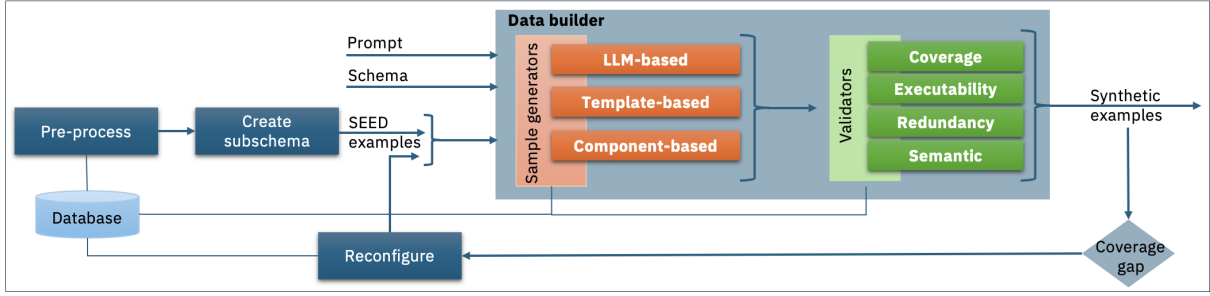 Data builder
Prompt
Schema
Pre-process
Create
subschema
SEED
examples
Sample generators
LLM-based
Template-based
Component-based
Validators
Coverage
Executability
Redundancy
Semantic
Synthetic
examples
Database
Reconfigure
Coverage
gap